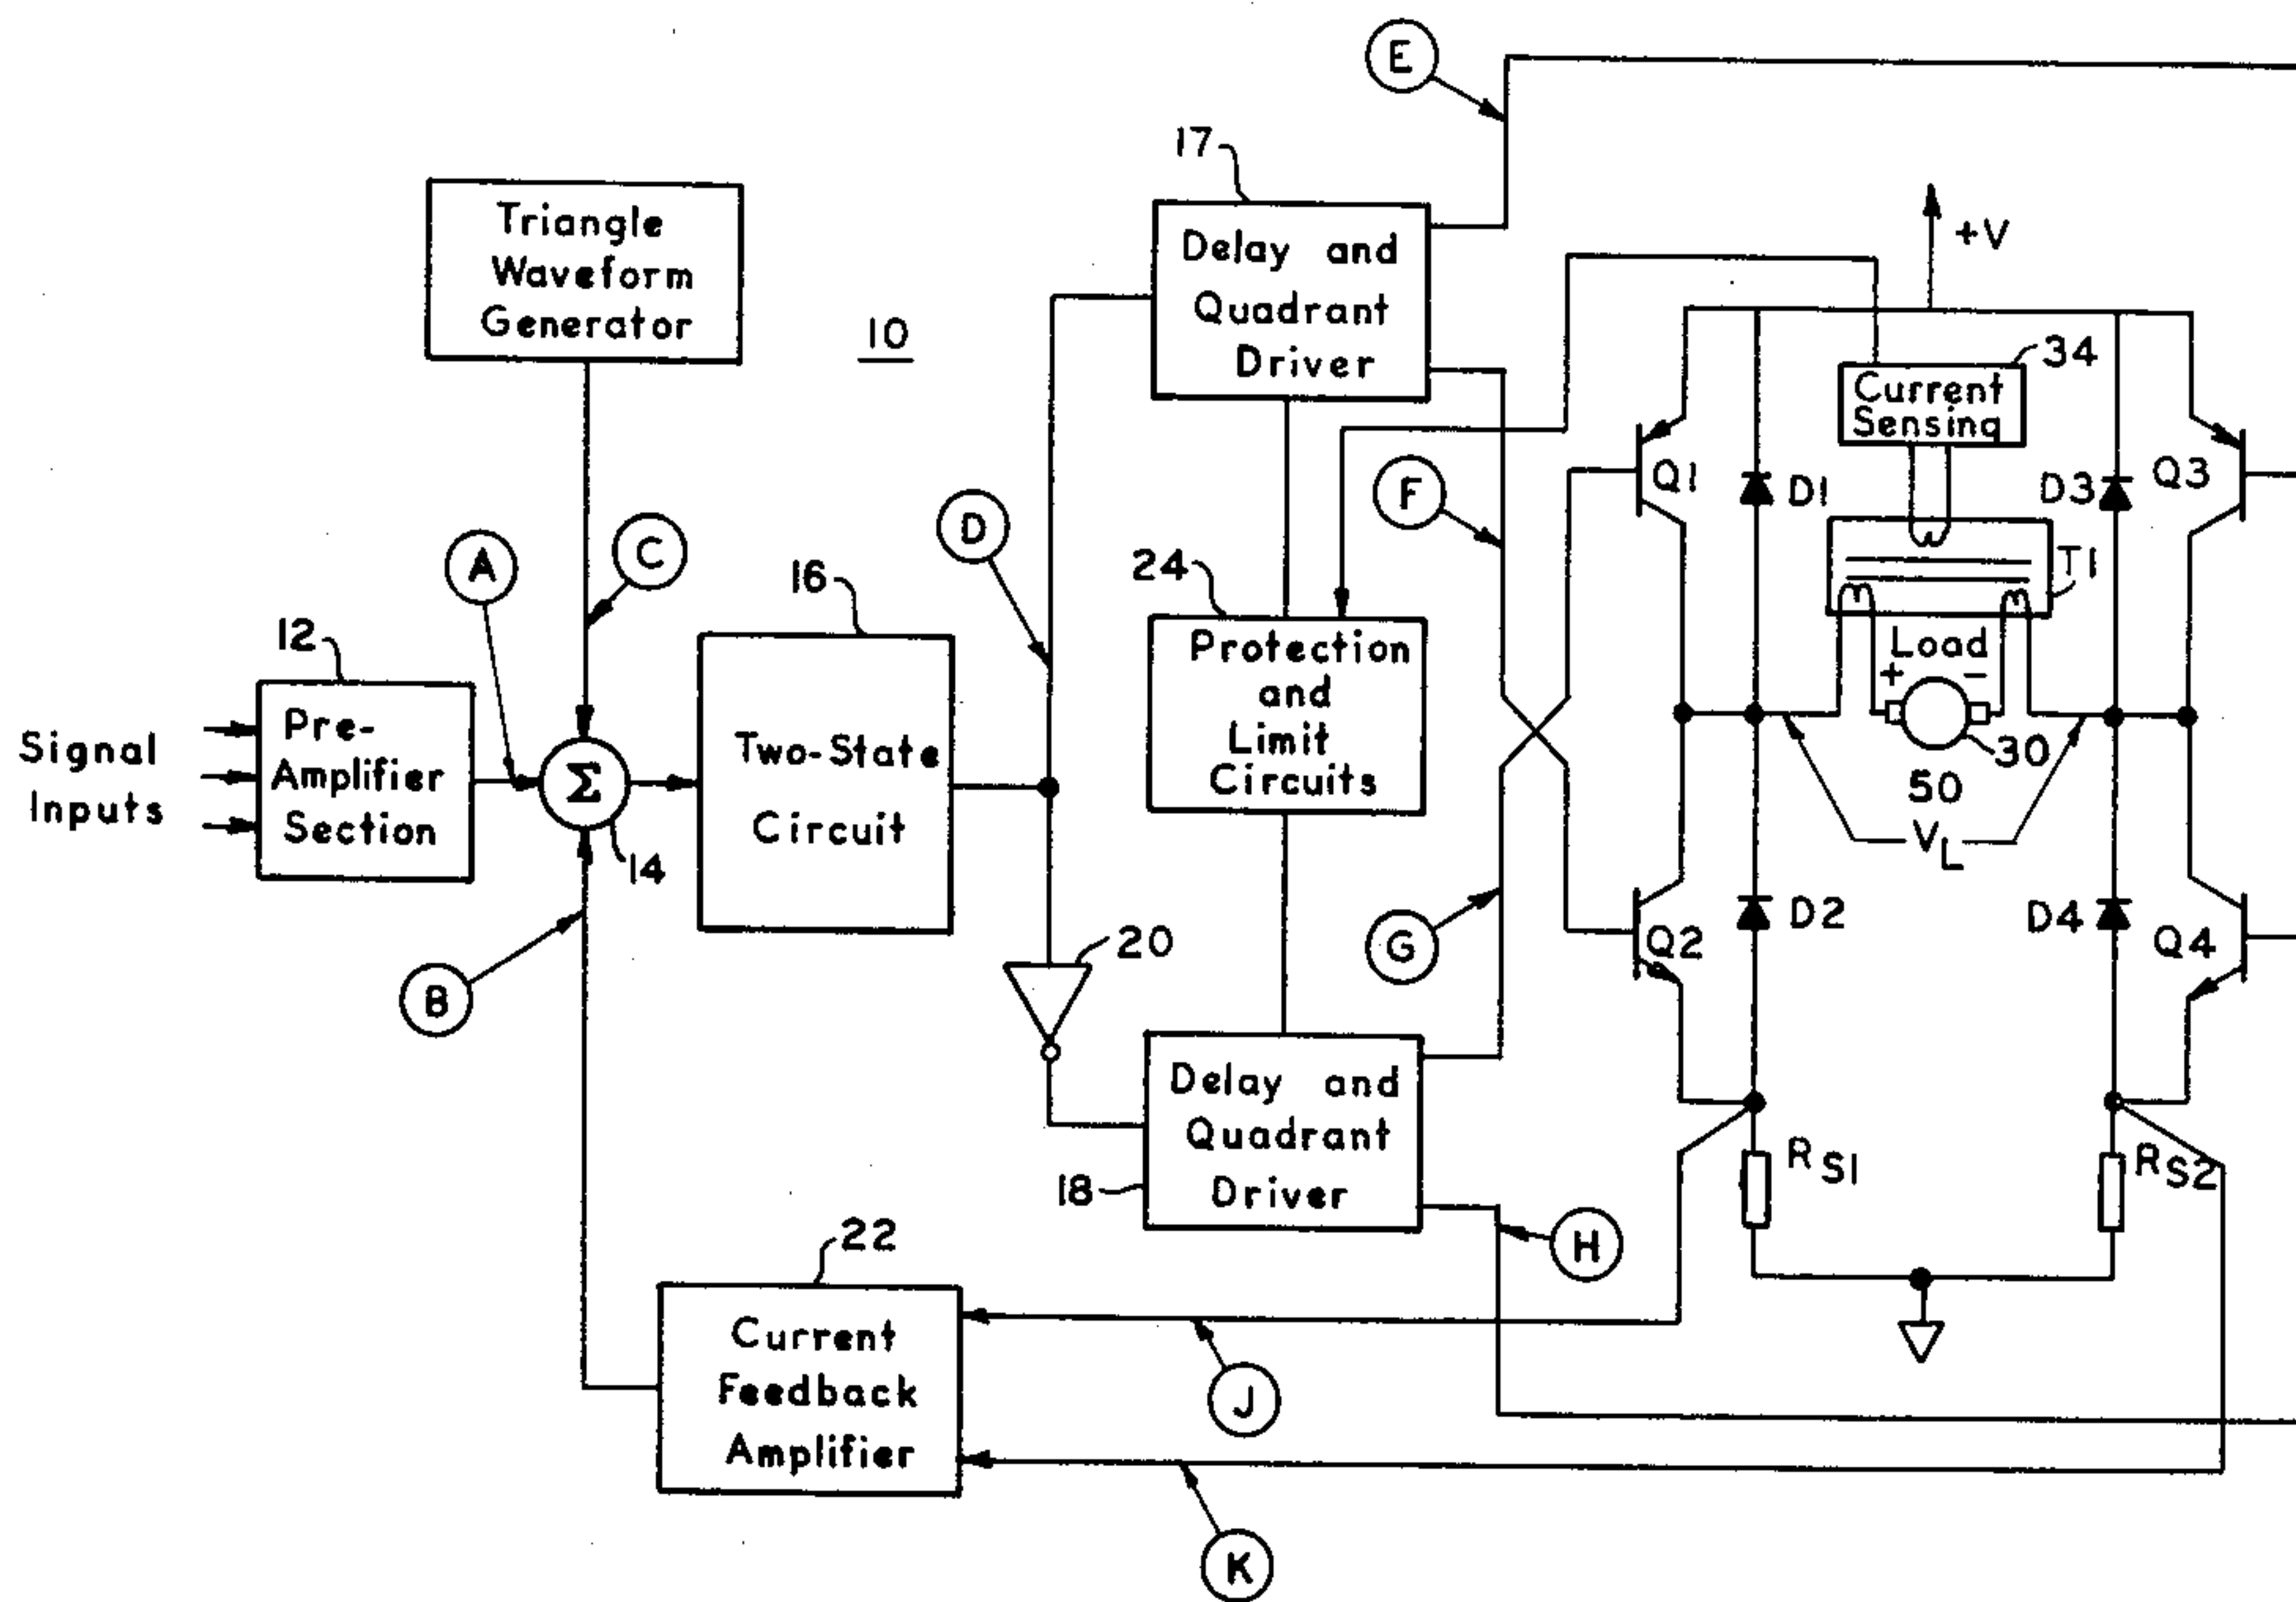 E
17
Triangle
Waveform
Generator
10
Delay and
Quadrant
Driver
+V
34
Current
Sensing
Q1
D1
D3
Q3
F
A
C
D
16
24
T1
12
Protection
and
Limit
Circuits
Load
+ −
30
50
VL
Signal
Inputs
Pre-
Amplifier
Section
Σ
14
Two-State
Circuit
B
20
G
Q2
D2
D4
Q4
Delay and
Quadrant
Driver
18
RS1
RS2
H
22
Current
Feedback
Amplifier
J
K